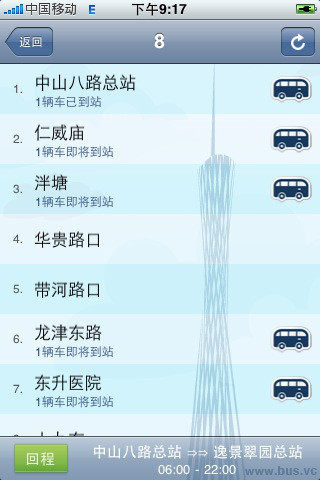 中国移动 E 下午9:17
返回 8
1. 中山八路总站
1辆车已到站
2. 仁威庙
1辆车即将到站
3. 泮塘
1辆车即将到站
4. 华贵路口
5. 带河路口
6. 龙津东路
1辆车即将到站
7. 东升医院
1辆车即将到站
回程 中山八路总站 ⇒⇒ 逸景翠园总站
06:00 - 22:00
www.bus.vc